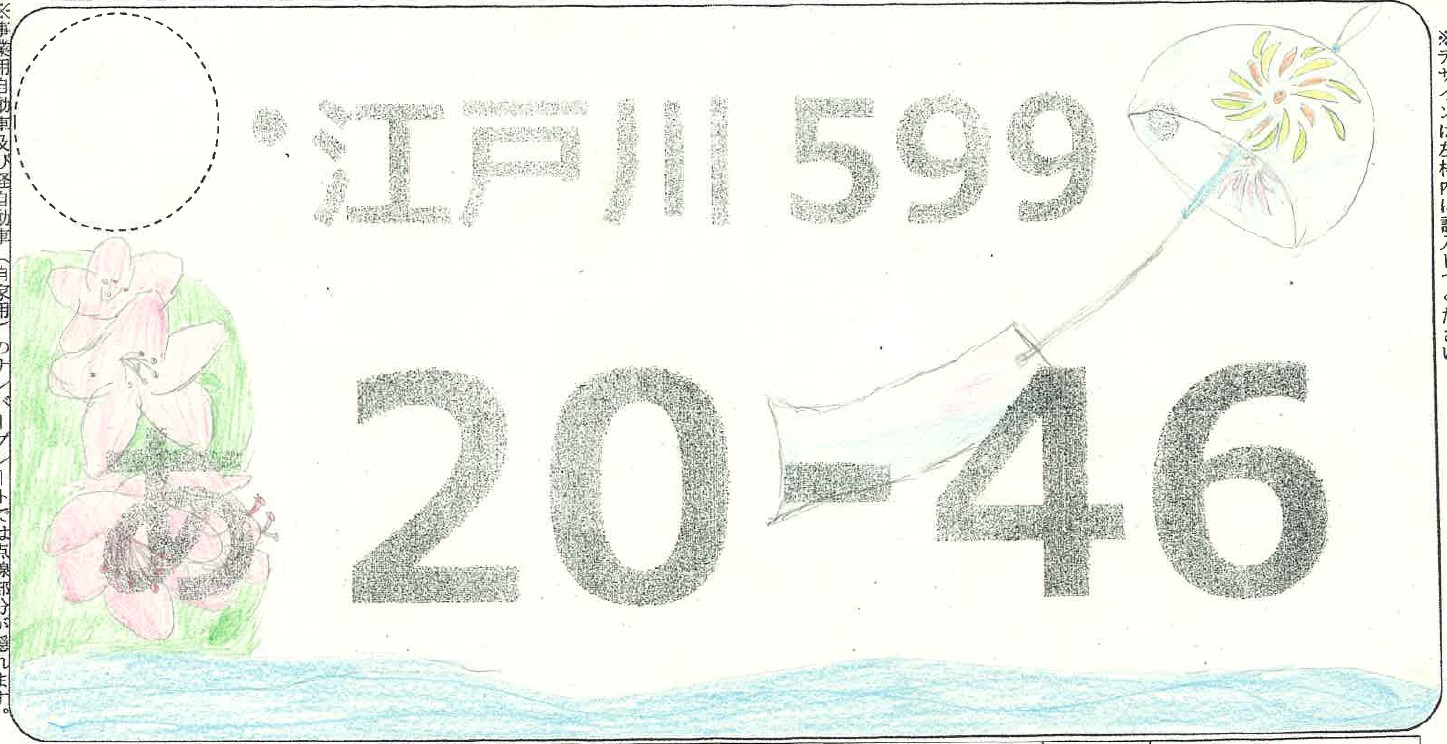 ・江戸川 599
あ 20-46
※事業用自動車及び軽自動車（自家用）のナンバープレートでは点線部分が隠れます。
※デザインは左枠内に記入してください